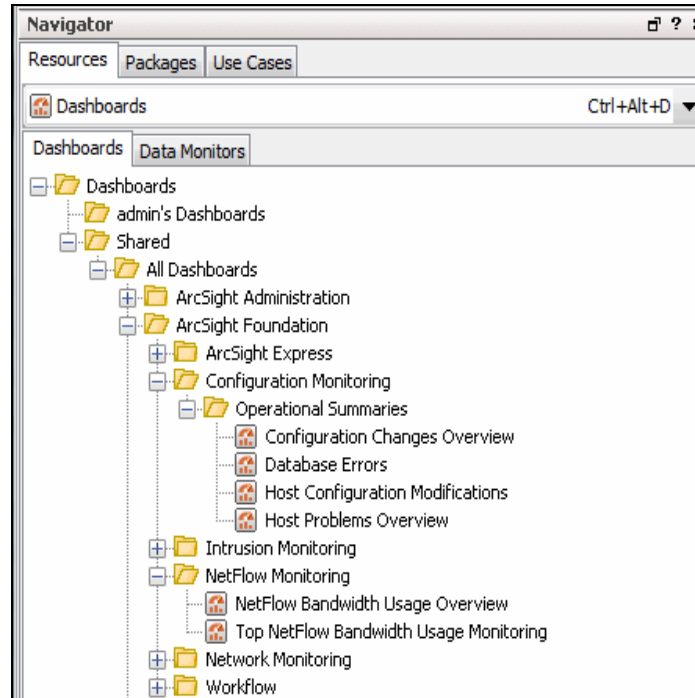 Navigator ?
Resources Packages Use Cases
Dashboards Ctrl+Alt+D
Dashboards Data Monitors
Dashboards
admin's Dashboards
Shared
All Dashboards
ArcSight Administration
ArcSight Foundation
ArcSight Express
Configuration Monitoring
Operational Summaries
Configuration Changes Overview
Database Errors
Host Configuration Modifications
Host Problems Overview
Intrusion Monitoring
NetFlow Monitoring
NetFlow Bandwidth Usage Overview
Top NetFlow Bandwidth Usage Monitoring
Network Monitoring
Workflow